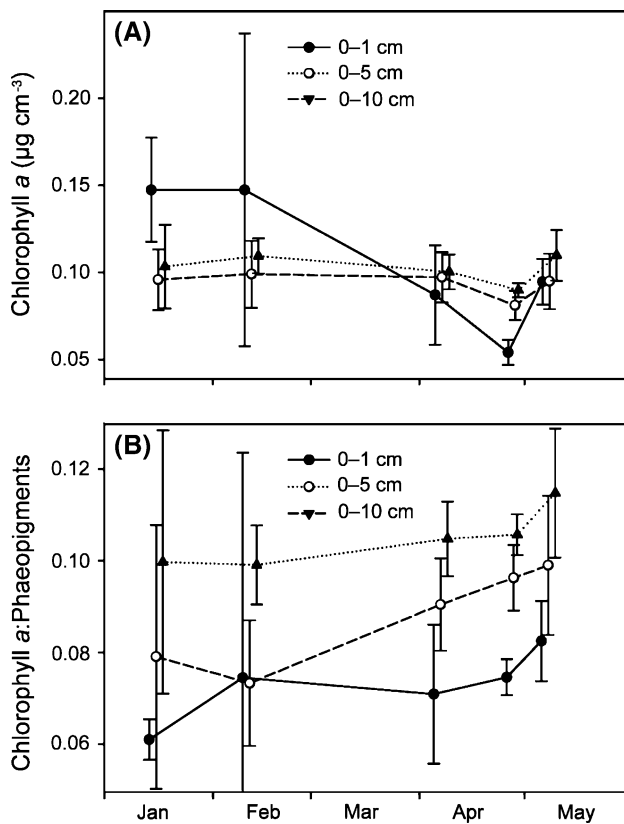 (A)
0–1 cm
0–5 cm
0–10 cm
Chlorophyll a (µg cm-3)
0.20
0.15
0.10
0.05
(B)
0–1 cm
0–5 cm
0–10 cm
Chlorophyll a:Phaeopigments
0.12
0.10
0.08
0.06
Jan Feb Mar Apr May